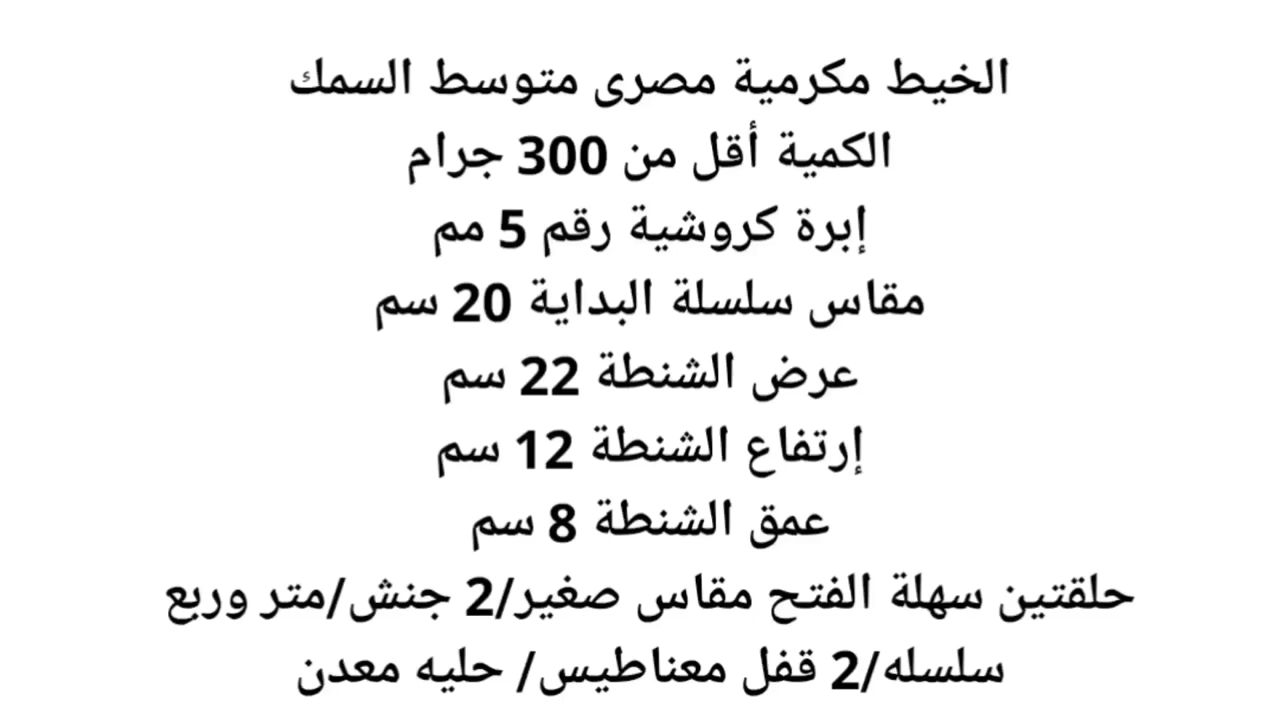 الخيط مكرمية مصرى متوسط السمك
الكمية أقل من 300 جرام
إبرة كروشية رقم 5 مم
مقاس سلسلة البداية 20 سم
عرض الشنطة 22 سم
إرتفاع الشنطة 12 سم
عمق الشنطة 8 سم
حلقتين سهلة الفتح مقاس صغير/2 جنش/متر وربع
سلسله/2 قفل معناطيس/ حليه معدن